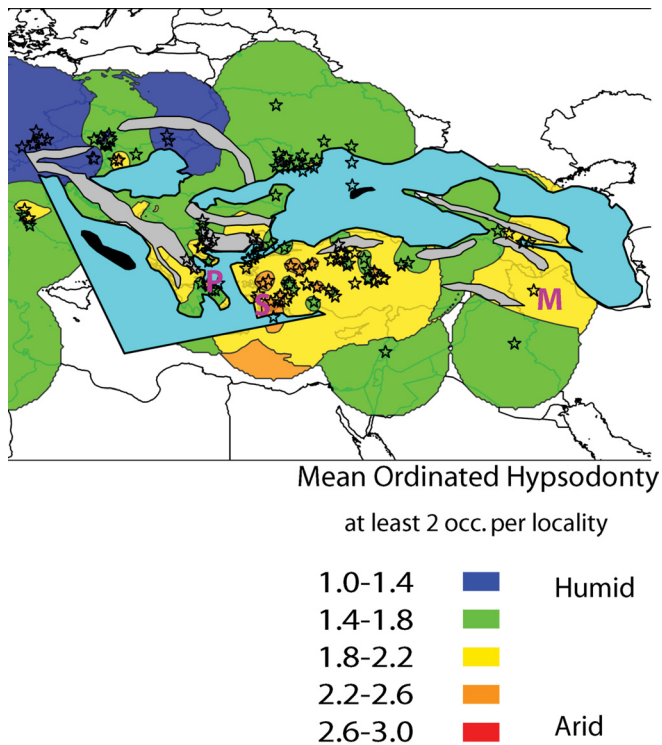 P
S
M
Mean Ordinated Hypsodonty
at least 2 occ. per locality
1.0-1.4 Humid
1.4-1.8
1.8-2.2
2.2-2.6
2.6-3.0 Arid